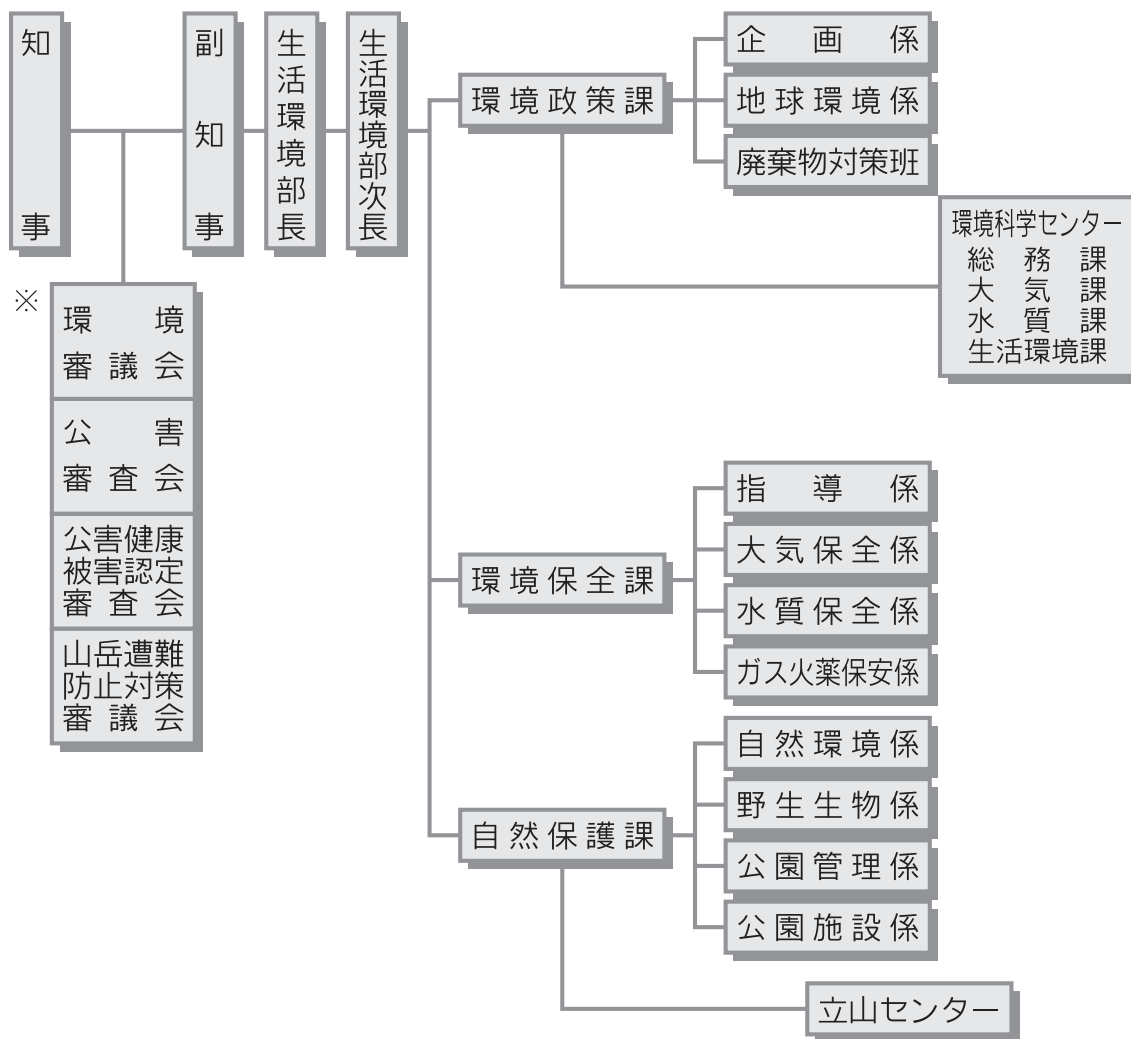 知事
副知事
生活環境部長
生活環境部次長
※
環境
審議会
公害
審査会
公害健康
被害認定
審査会
山岳遭難
防止対策
審議会
環境政策課
企画係
地球環境係
廃棄物対策班
環境科学センター
総務課
大気課
水質課
生活環境課
環境保全課
指導係
大気保全係
水質保全係
ガス火薬保安係
自然保護課
自然環境係
野生生物係
公園管理係
公園施設係
立山センター